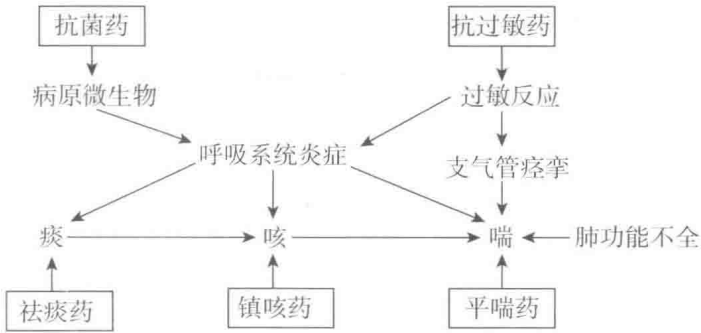 抗菌药 抗过敏药
病原微生物 过敏反应
呼吸系统炎症 支气管痉挛
痰 咳 喘 肺功能不全
祛痰药 镇咳药 平喘药